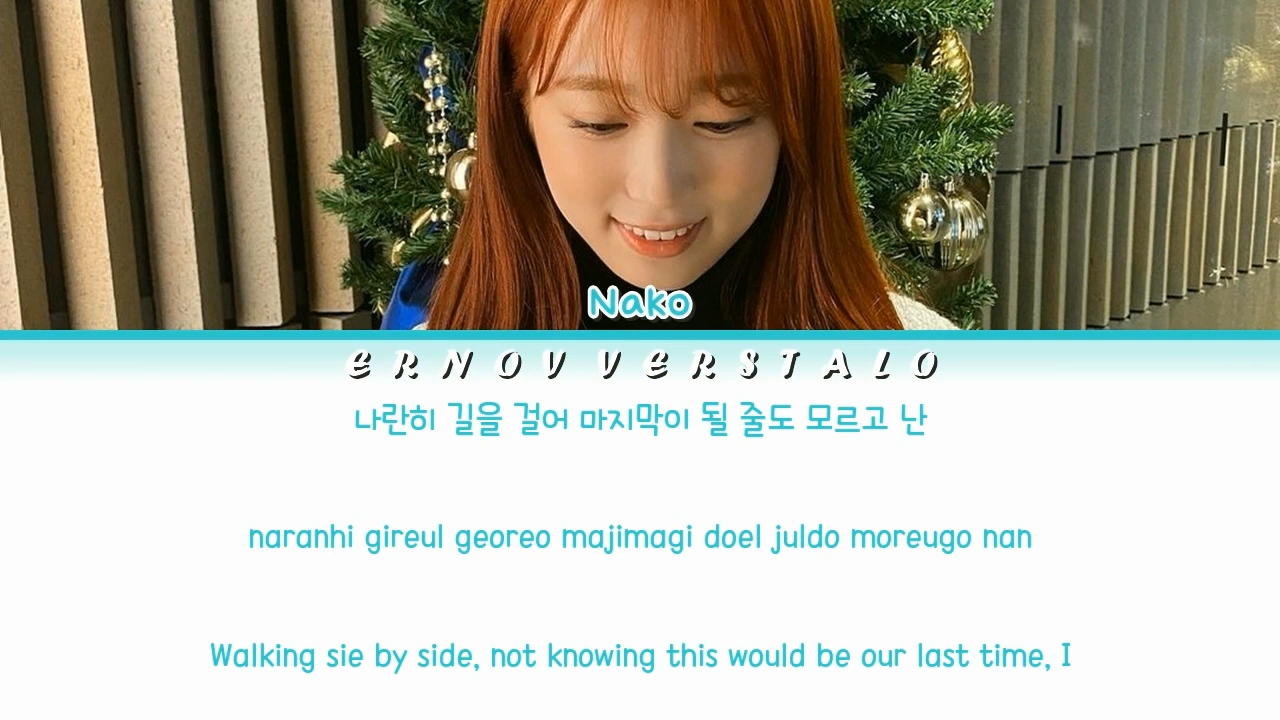 Nako
ERNOV VERSTALO
나란히 길을 걸어 마지막이 될 줄도 모르고 난
naranhi gireul georeo majimagi doel juldo moreugo nan
Walking sie by side, not knowing this would be our last time, I